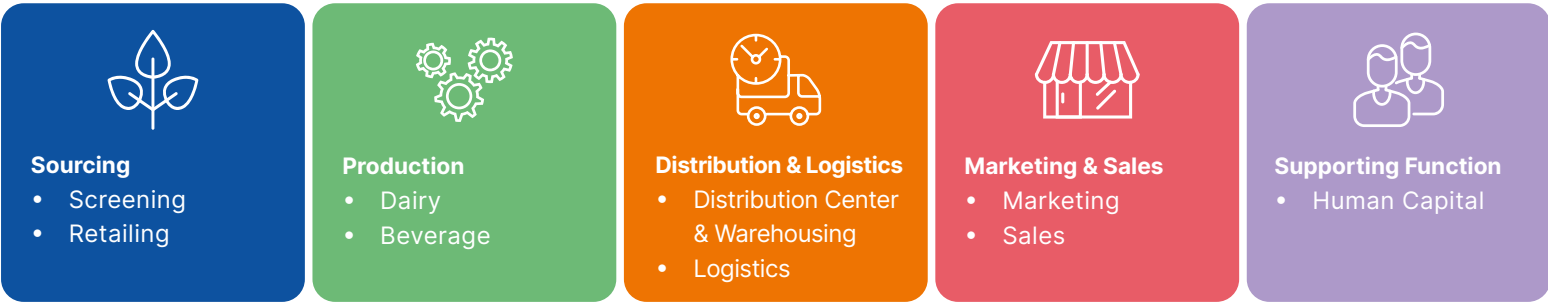 Sourcing
• Screening
• Retailing
Production
• Dairy
• Beverage
Distribution & Logistics
• Distribution Center
& Warehousing
• Logistics
Marketing & Sales
• Marketing
• Sales
Supporting Function
• Human Capital